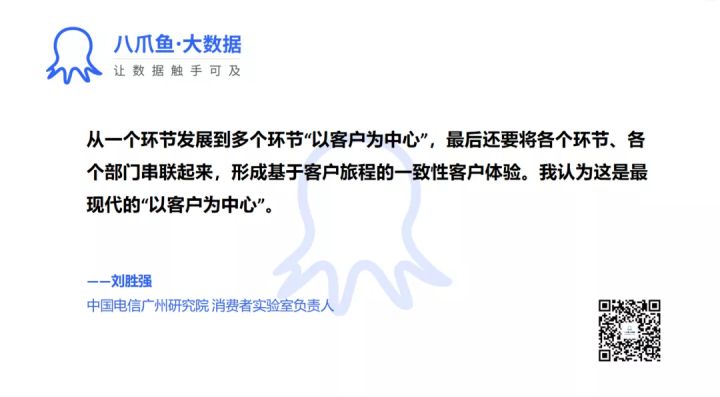 八爪鱼·大数据
让数据触手可及
从一个环节发展到多个环节“以客户为中心”，最后还要将各个环节、各
个部门串联起来，形成基于客户旅程的一致性客户体验。我认为这是最
现代的“以客户为中心”。
——刘胜强
中国电信广州研究院 消费者实验室负责人